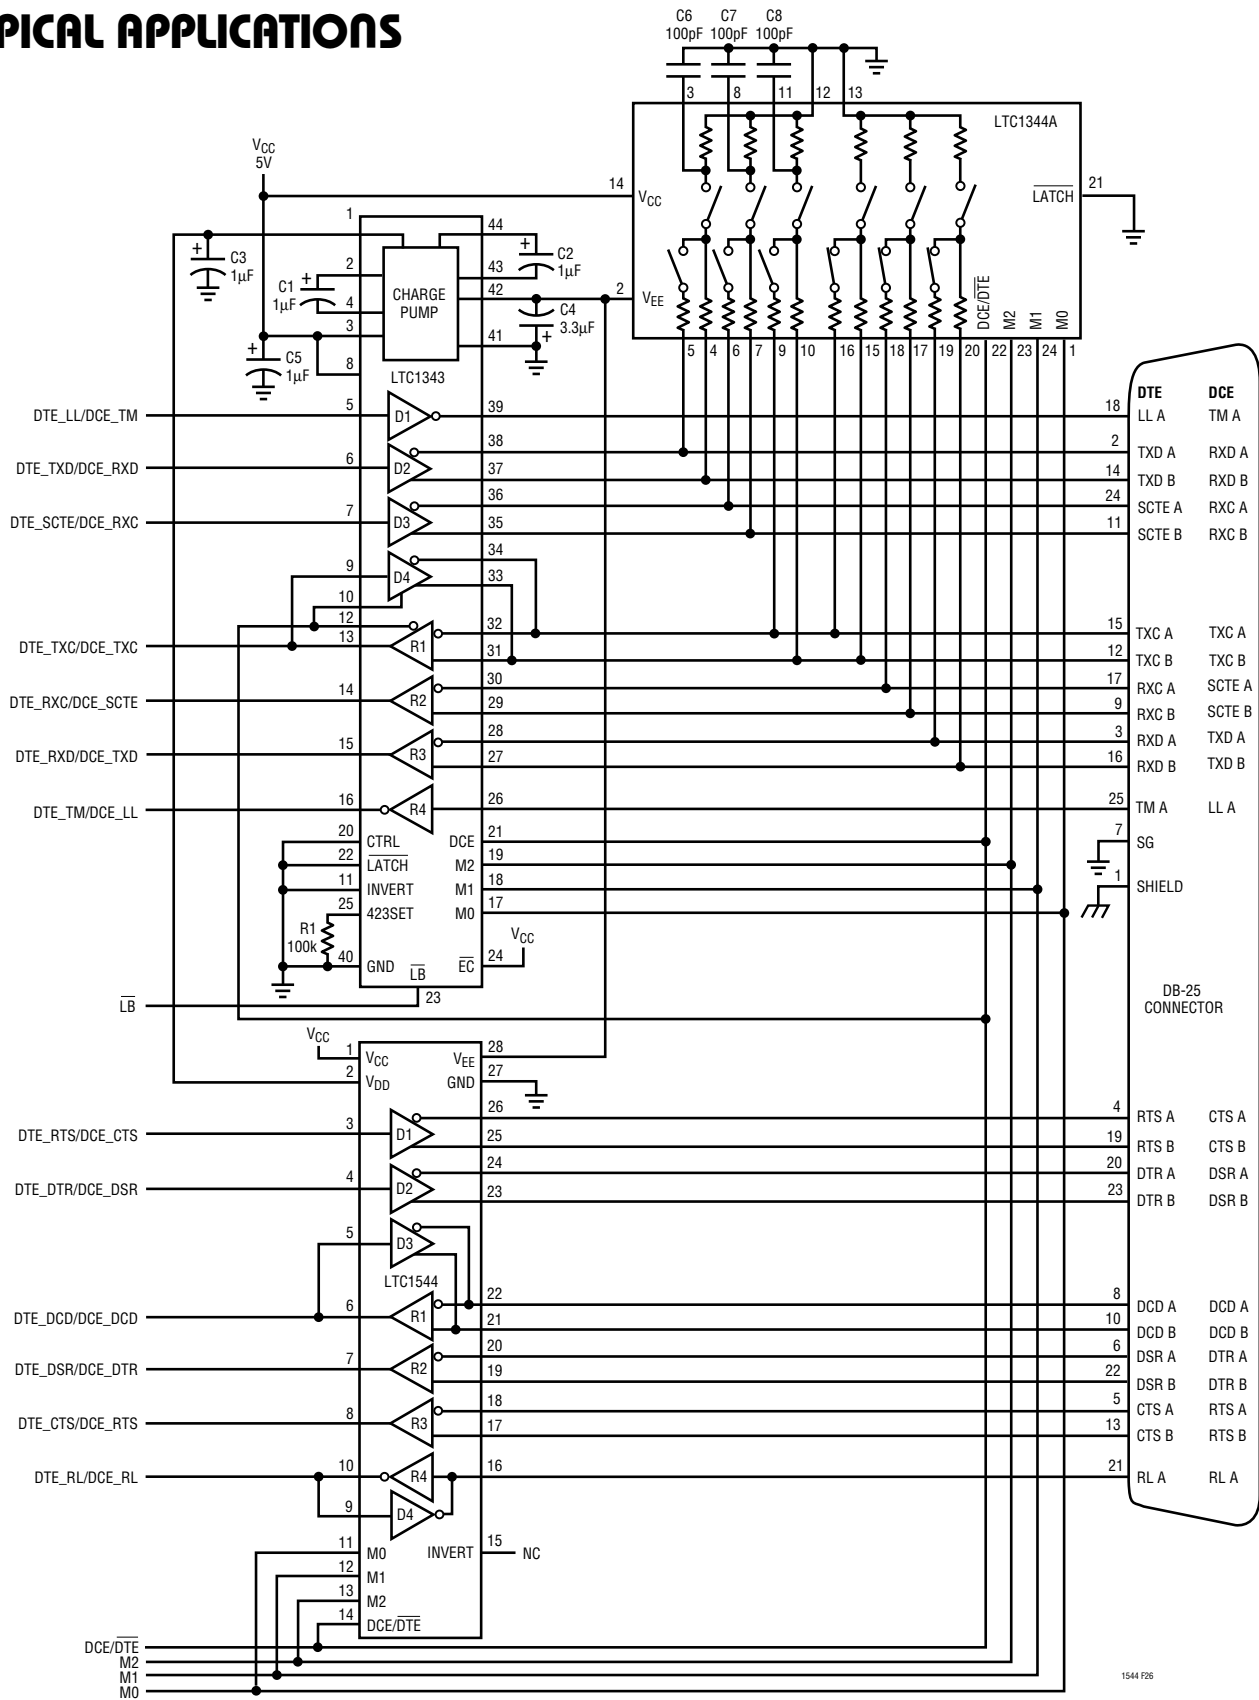 PICAL APPLICATIONS
C6 C7 C8
100pF 100pF 100pF
3 8 11 12 13
LTC1344A
VCC
5V
14 VCC
LATCH 21
1 44
+ C3
1µF
2 43
+ C2
1µF
C1 +
1µF
CHARGE
PUMP
42 2 VEE
4
3
C4
3.3µF
+
41
+ C5
1µF
8
LTC1343
DCE/DTE M2 M1 M0
5 4 6 7 9 10 16 15 18 17 19 20 22 23 24 1
DTE DCE
DTE_LL/DCE_TM 5 D1 39 18 LL A TM A
38 2 TXD A RXD A
DTE_TXD/DCE_RXD 6 D2 37 14 TXD B RXD B
36 24 SCTE A RXC A
DTE_SCTE/DCE_RXC 7 D3 35 11 SCTE B RXC B
34
9 D4 33
10
12 32 15 TXC A TXC A
DTE_TXC/DCE_TXC 13 R1 31 12 TXC B TXC B
30 17 RXC A SCTE A
DTE_RXC/DCE_SCTE 14 R2 29 9 RXC B SCTE B
28 3 RXD A TXD A
DTE_RXD/DCE_TXD 15 R3 27 16 RXD B TXD B
DTE_TM/DCE_LL 16 R4 26 25 TM A LL A
20 CTRL DCE 21 7 SG
22 LATCH M2 19
11 INVERT M1 18 1 SHIELD
25 423SET M0 17
R1
100k
VCC
40 GND LB EC 24
LB 23
DB-25
CONNECTOR
VCC
1 VCC VEE 28
2 VDD GND 27
26 4 RTS A CTS A
DTE_RTS/DCE_CTS 3 D1 25 19 RTS B CTS B
24 20 DTR A DSR A
DTE_DTR/DCE_DSR 4 D2 23 23 DTR B DSR B
5 D3
LTC1544
22 8 DCD A DCD A
DTE_DCD/DCE_DCD 6 R1 21 10 DCD B DCD B
20 6 DSR A DTR A
DTE_DSR/DCE_DTR 7 R2 19 22 DSR B DTR B
18 5 CTS A RTS A
DTE_CTS/DCE_RTS 8 R3 17 13 CTS B RTS B
DTE_RL/DCE_RL 10 R4 16 21 RL A RL A
9 D4
11 M0 INVERT 15 NC
12 M1
13 M2
14 DCE/DTE
DCE/DTE
M2
M1
M0
1544 F26